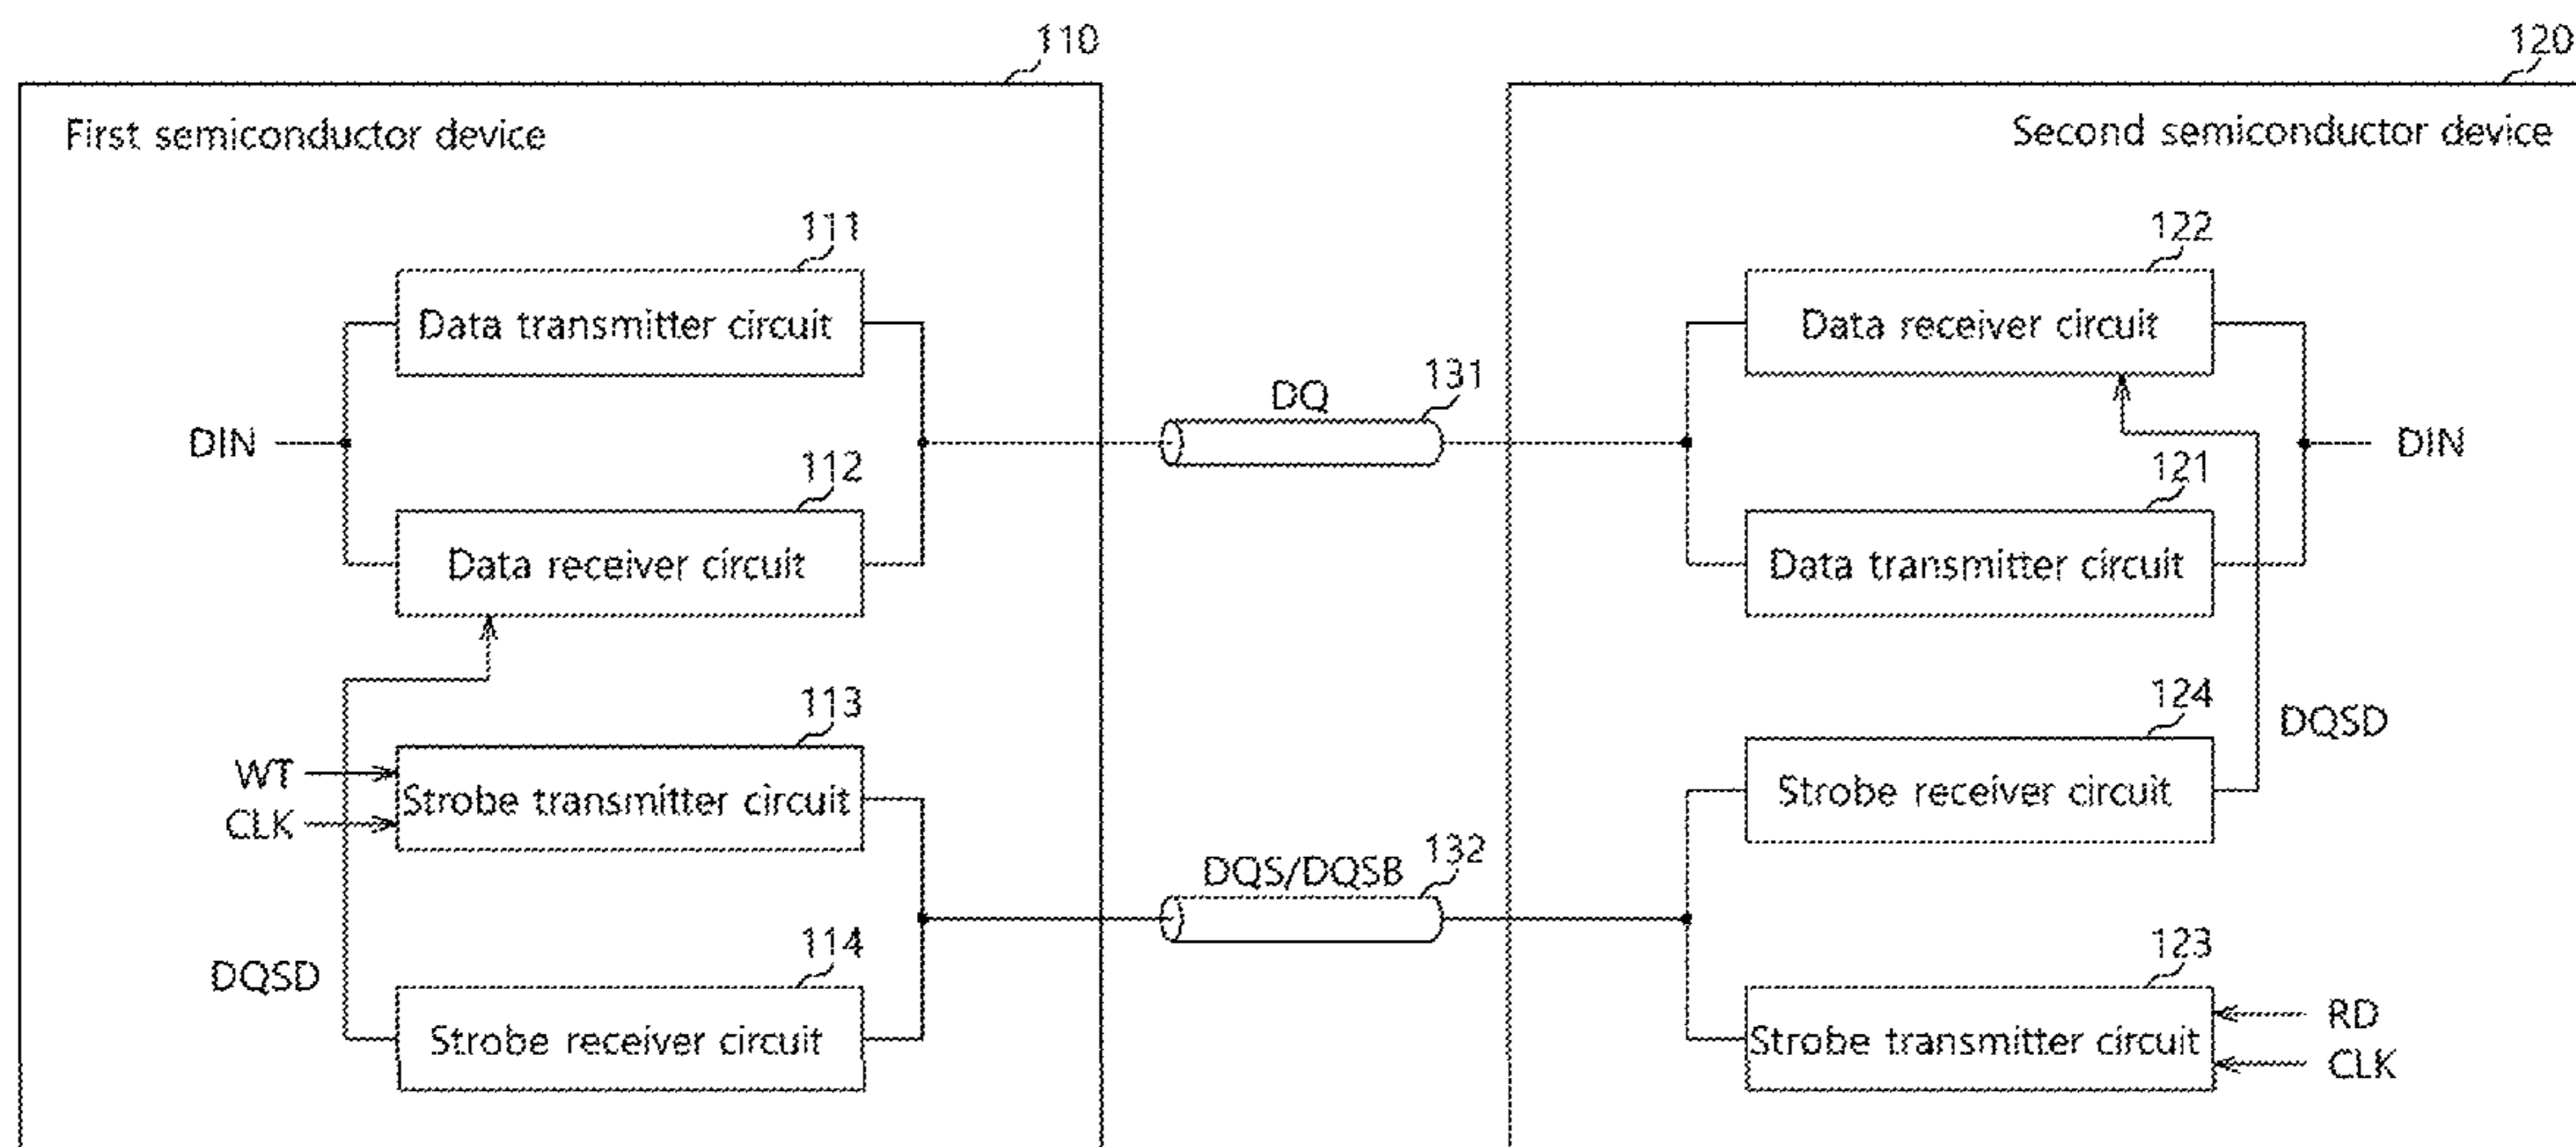 110
120
First semiconductor device
Second semiconductor device
111
122
Data transmitter circuit
Data receiver circuit
DQ
131
DIN
DIN
112
121
Data receiver circuit
Data transmitter circuit
113
124
DQSD
WT
Strobe transmitter circuit
Strobe receiver circuit
CLK
DQS/DQSB
132
114
123
DQSD
Strobe receiver circuit
Strobe transmitter circuit
RD
CLK